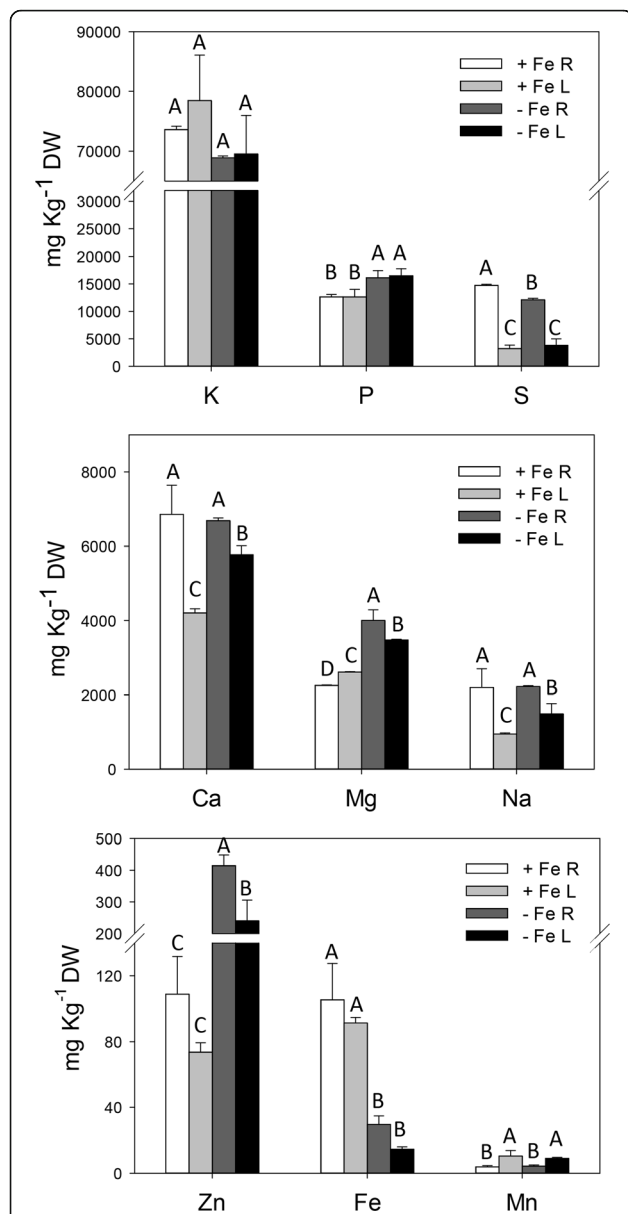 90000
80000
70000
30000
25000
20000
15000
10000
5000
0
mg Kg⁻¹ DW
+ Fe R
+ Fe L
- Fe R
- Fe L
A A A A
B B A A
A C B C
K P S
8000
6000
4000
2000
0
mg Kg⁻¹ DW
+ Fe R
+ Fe L
- Fe R
- Fe L
A C A B
D C A B
A C A B
Ca Mg Na
500
400
300
200
120
80
40
0
mg Kg⁻¹ DW
+ Fe R
+ Fe L
- Fe R
- Fe L
C C A B
A A B B
B A B A
Zn Fe Mn